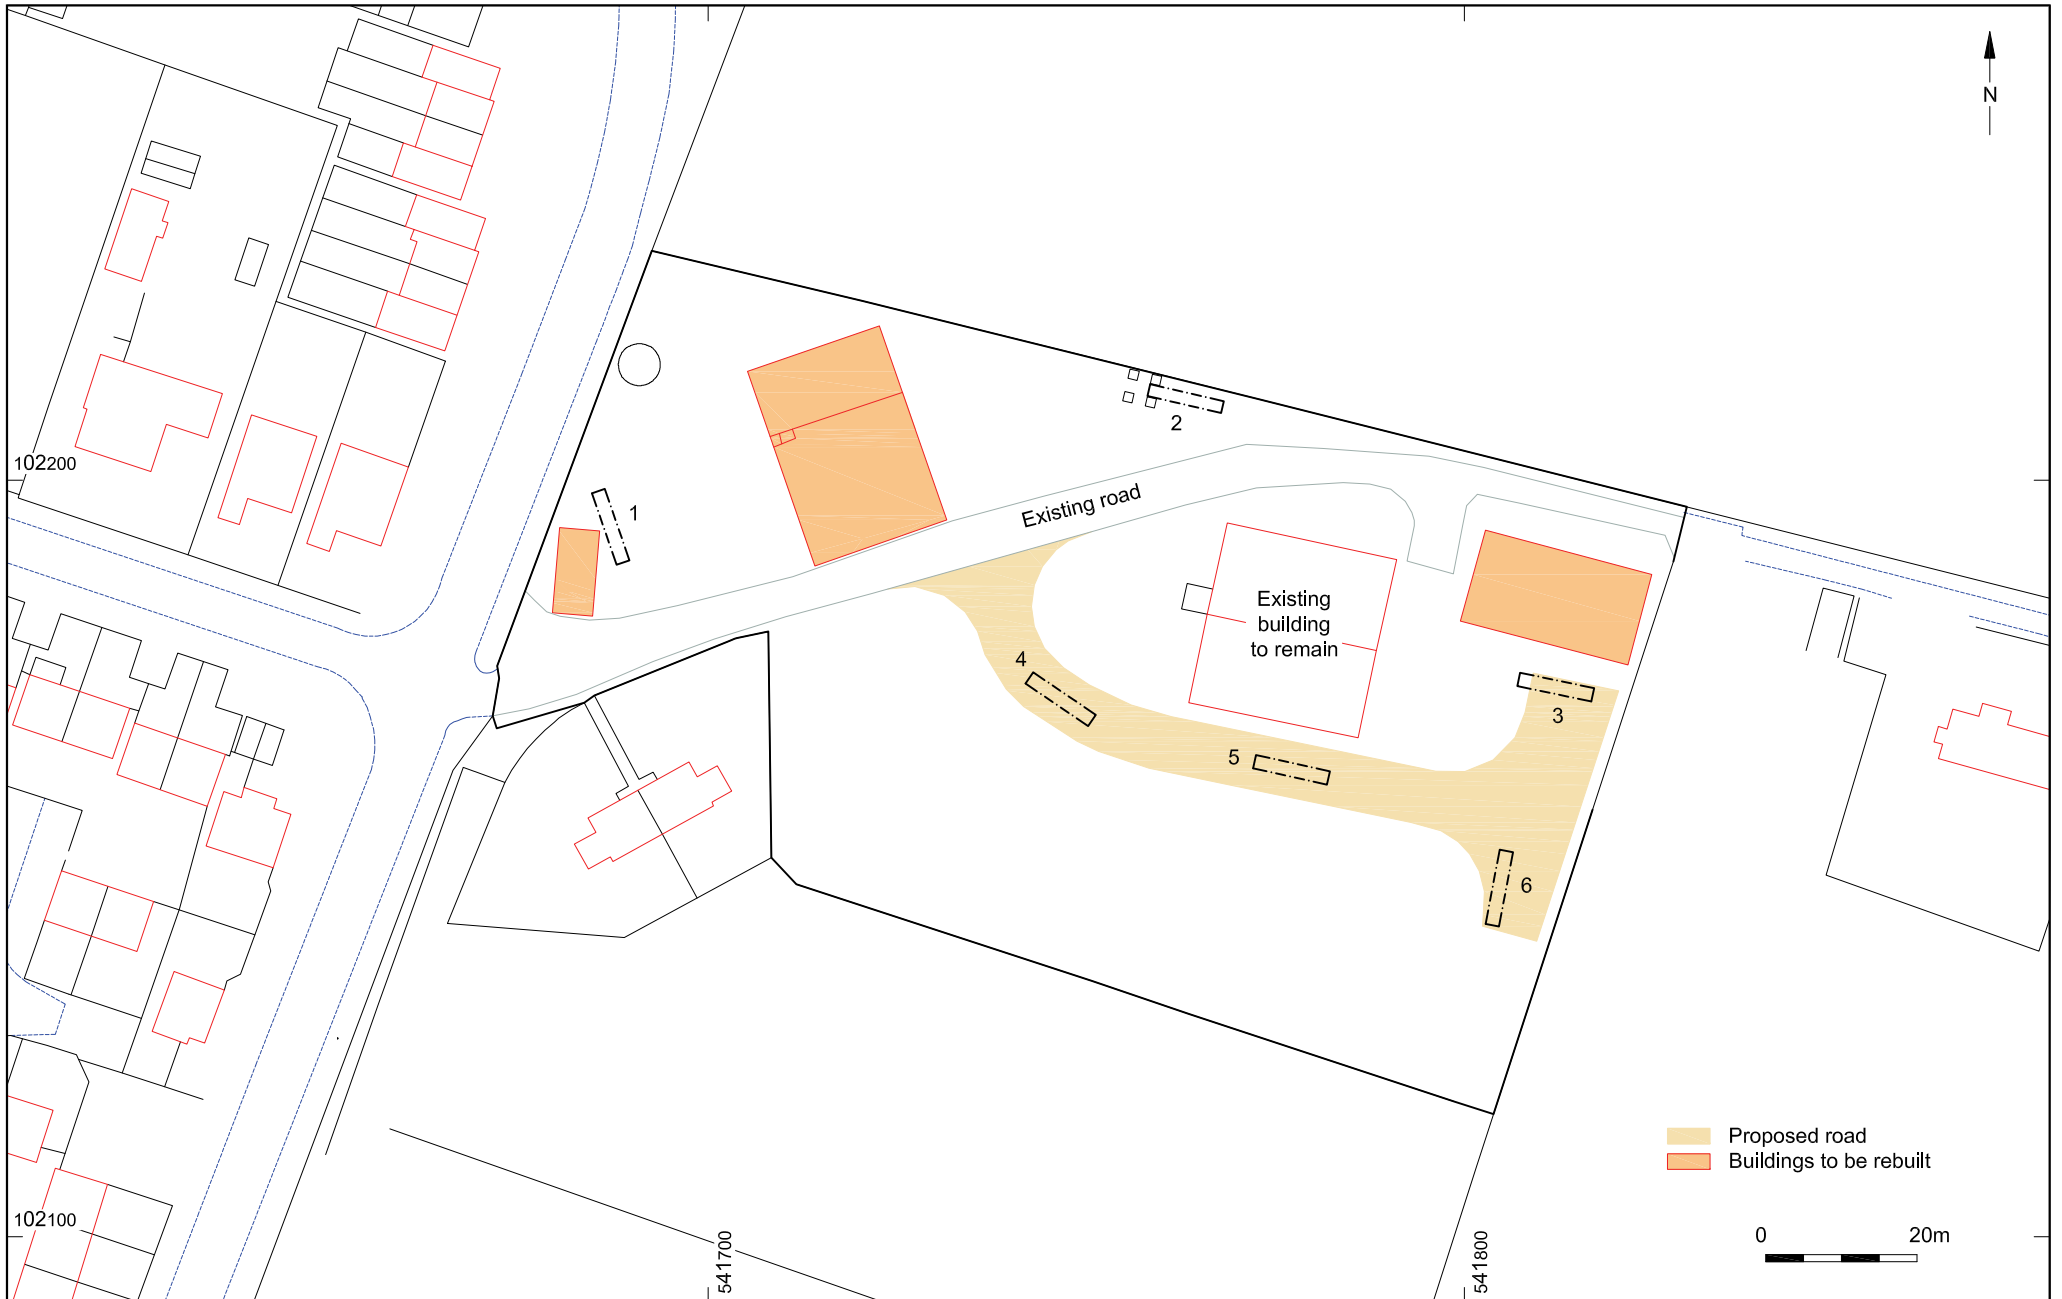 N
102200
1
2
Existing road
Existing
building
to remain
4
3
5
6
Proposed road
Buildings to be rebuilt
102100
541700
541800
0 20m